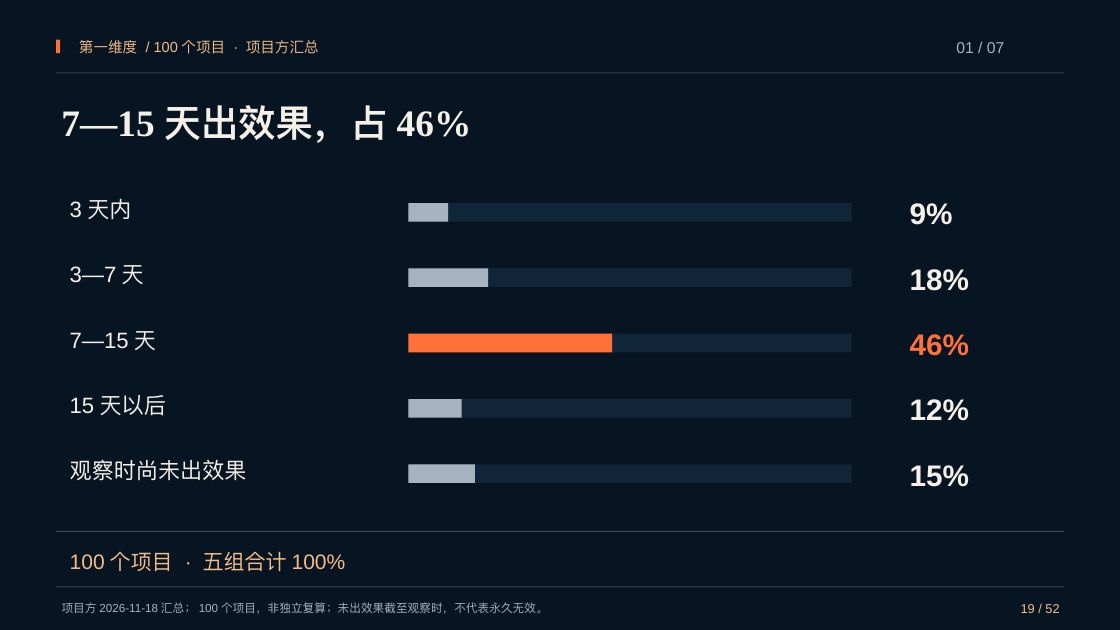 第一维度 / 100 个项目 · 项目方汇总
01 / 07
7—15 天出效果，占 46%
3 天内 9%
3—7 天 18%
7—15 天 46%
15 天以后 12%
观察时尚未出效果 15%
100 个项目 · 五组合计 100%
项目方 2026-11-18 汇总； 100 个项目，非独立复算；未出效果截至观察时，不代表永久无效。
19 / 52